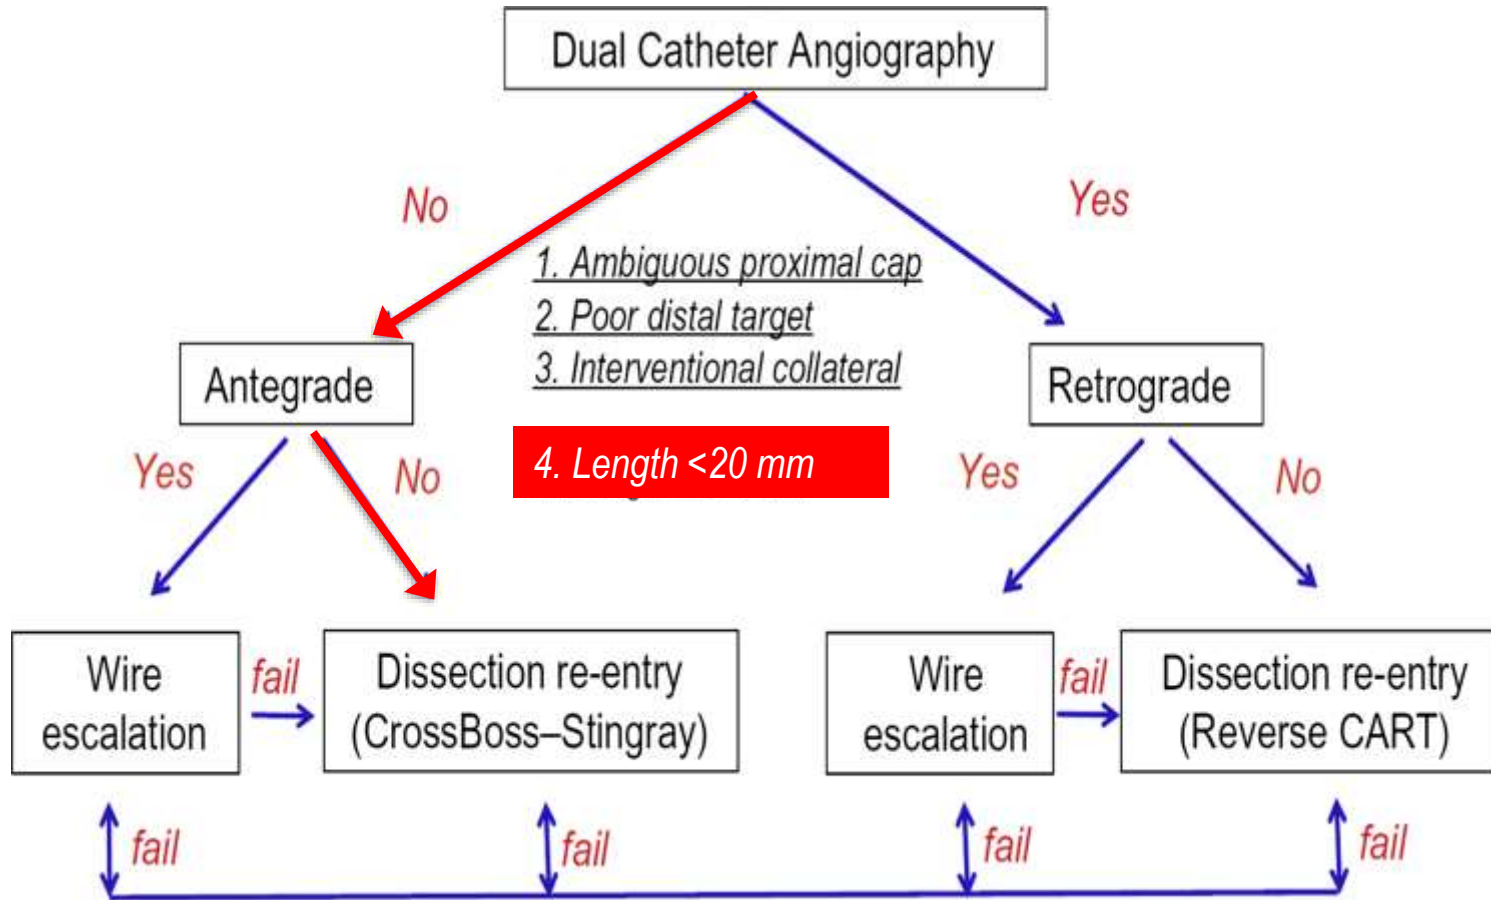 Dual Catheter Angiography
No
Yes
1. Ambiguous proximal cap
2. Poor distal target
3. Interventional collateral
4. Length <20 mm
Antegrade
Retrograde
Yes
No
Yes
No
Wire
escalation
fail
Dissection re-entry
(CrossBoss–Stingray)
Wire
escalation
fail
Dissection re-entry
(Reverse CART)
fail
fail
fail
fail